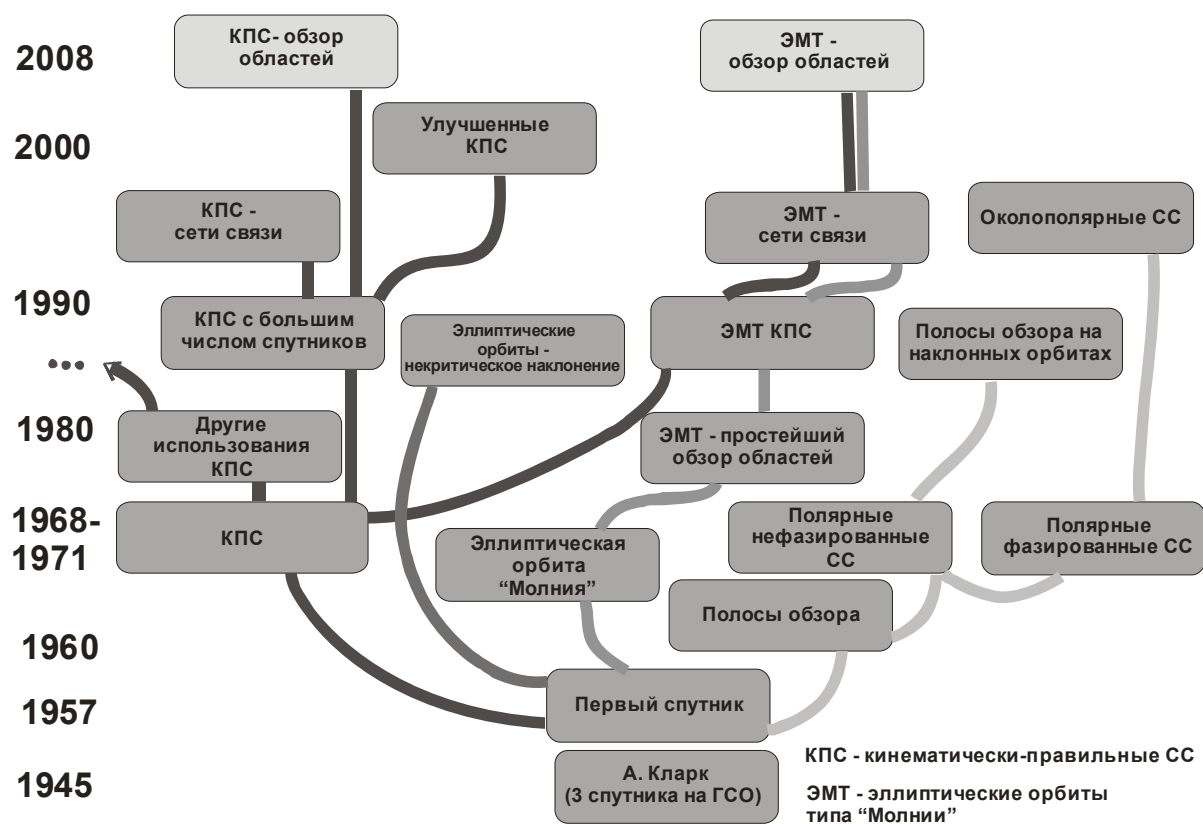 2008
КПС- обзор
областей
ЭМТ -
обзор областей
2000
Улучшенные
КПС
КПС -
сети связи
ЭМТ -
сети связи
Околополярные СС
1990
КПС с большим
числом спутников
Эллиптические
орбиты -
некритическое наклонение
ЭМТ КПС
Полосы обзора на
наклонных орбитах
...
1980
Другие
использования
КПС
ЭМТ - простейший
обзор областей
1968-
1971
КПС
Эллиптическая
орбита
“Молния”
Полярные
нефазированные
СС
Полярные
фазированные СС
Полосы обзора
1960
1957
Первый спутник
1945
А. Кларк
(3 спутника на ГСО)
КПС - кинематически-правильные СС
ЭМТ - эллиптические орбиты
типа “Молнии”